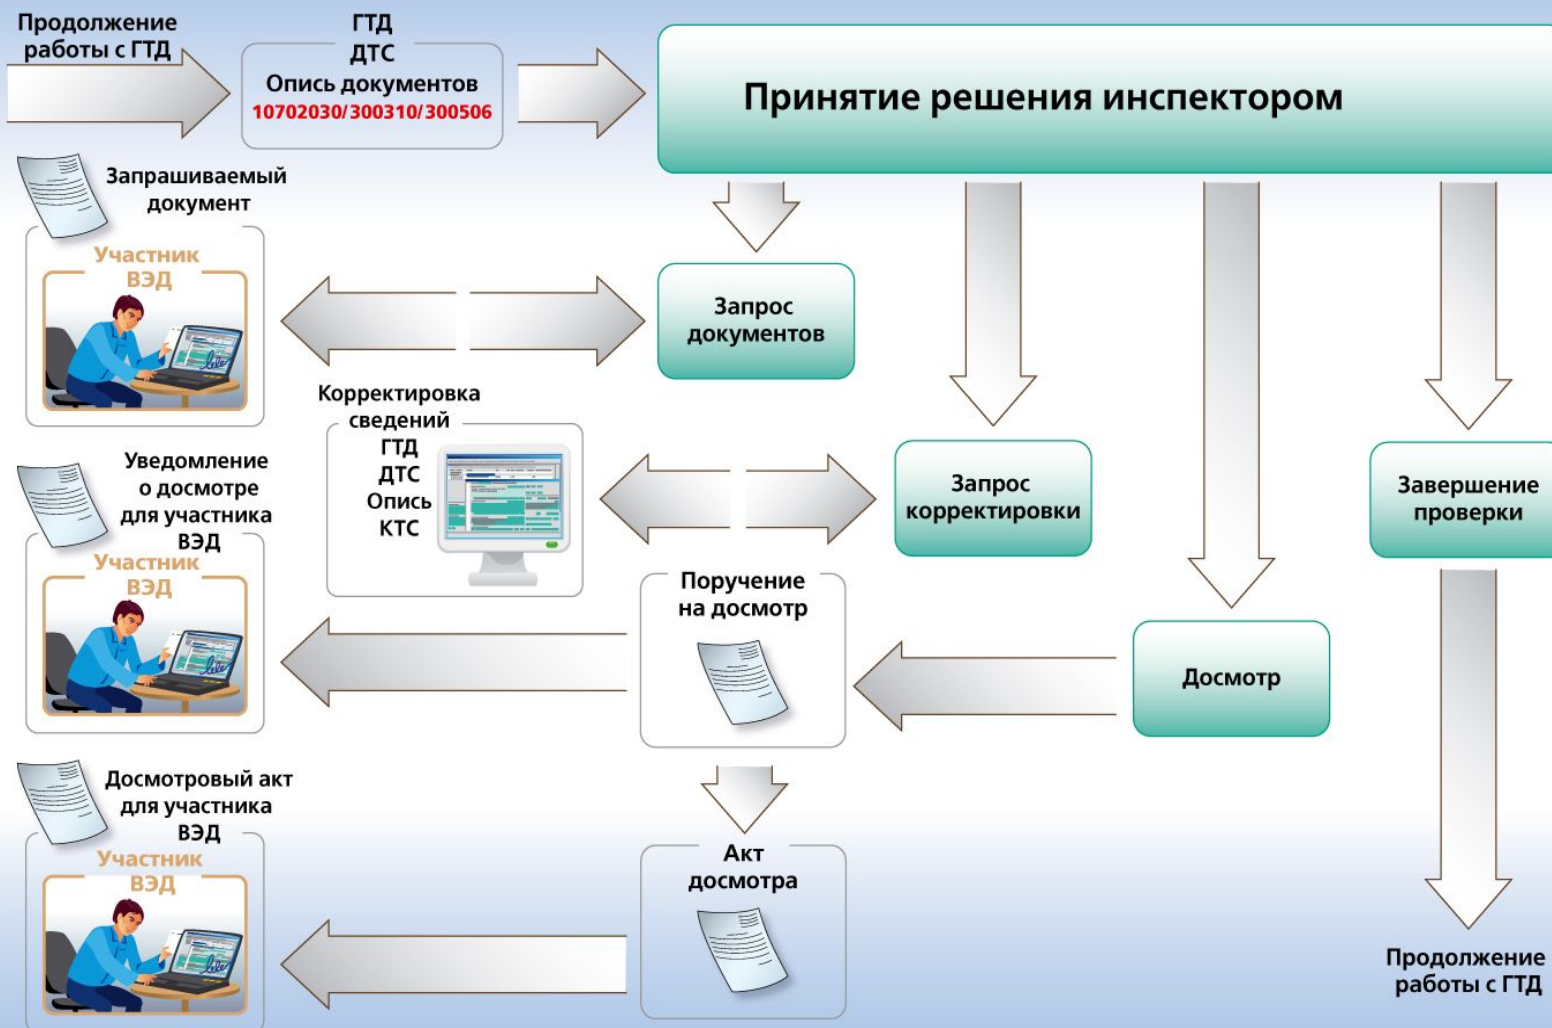 Продолжение
работы с ГТД
ГТД
ДТС
Опись документов
10702030/300310/300506
Принятие решения инспектором
Запрашиваемый
документ
Участник
ВЭД
Запрос
документов
Корректировка
сведений
ГТД
ДТС
Опись
КТС
Запрос
корректировки
Завершение
проверки
Уведомление
о досмотре
для участника
ВЭД
Участник
ВЭД
Поручение
на досмотр
Досмотр
Досмотровый акт
для участника
ВЭД
Участник
ВЭД
Акт
досмотра
Продолжение
работы с ГТД